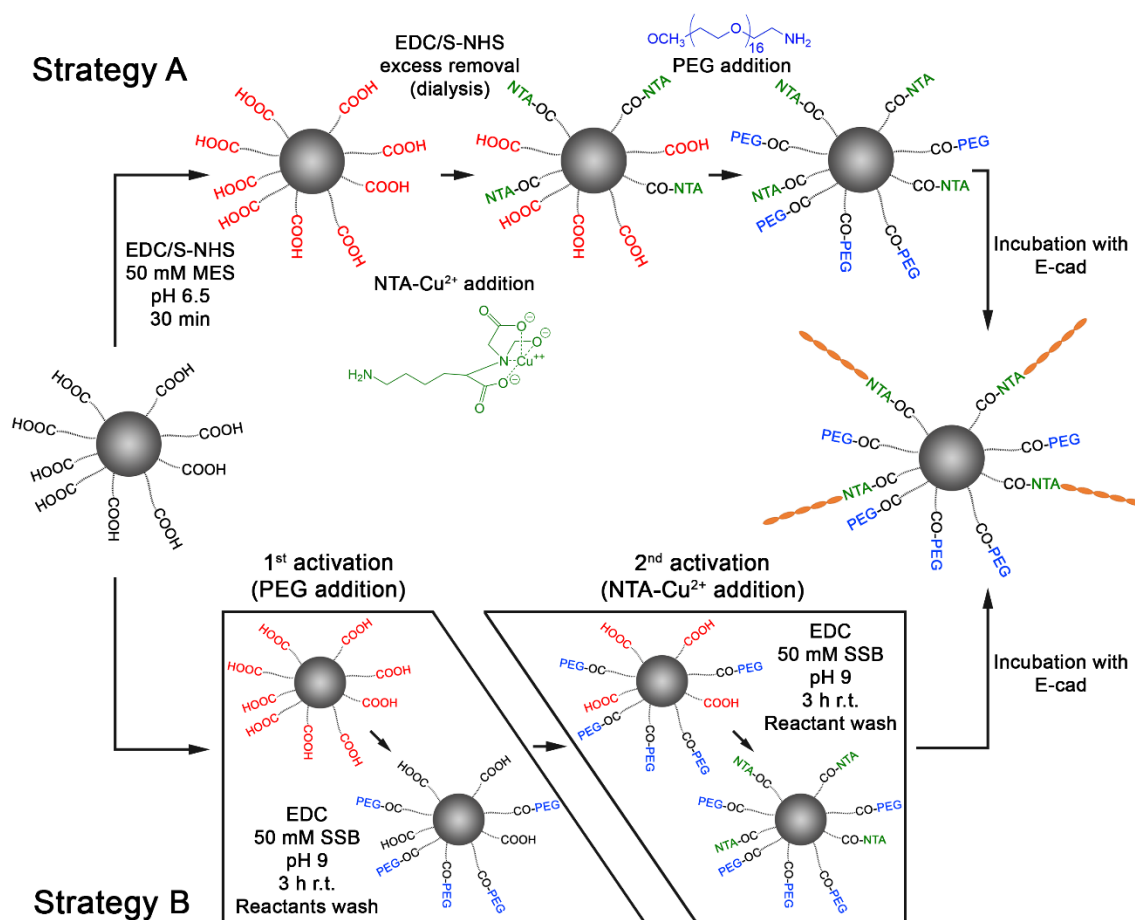 Strategy A
EDC/S-NHS
50 mM MES
pH 6.5
30 min
HOOC
COOH
HOOC
COOH
HOOC
COOH
HOOC
COOH
COOH
EDC/S-NHS
excess removal
(dialysis)
NTA-OC
CO-NTA
HOOC
COOH
NTA-OC
CO-NTA
HOOC
COOH
COOH
OCH3
O
16
NH2
PEG addition
NTA-OC
CO-NTA
PEG-OC
CO-PEG
NTA-OC
CO-NTA
PEG-OC
CO-PEG
CO-PEG
Incubation with
E-cad
NTA-Cu2+ addition
O
O⊖
O⊖
N
Cu++
H2N
O⊖
O
HOOC
COOH
HOOC
COOH
HOOC
COOH
HOOC
COOH
COOH
NTA-OC
CO-NTA
PEG-OC
CO-PEG
NTA-OC
CO-NTA
PEG-OC
CO-PEG
CO-PEG
1st activation
(PEG addition)
HOOC
COOH
HOOC
COOH
HOOC
COOH
HOOC
COOH
COOH
HOOC
COOH
PEG-OC
CO-PEG
HOOC
COOH
PEG-OC
CO-PEG
CO-PEG
EDC
50 mM SSB
pH 9
3 h r.t.
Reactants wash
2nd activation
(NTA-Cu2+ addition)
HOOC
COOH
PEG-OC
CO-PEG
HOOC
COOH
PEG-OC
CO-PEG
CO-PEG
EDC
50 mM SSB
pH 9
3 h r.t.
Reactant wash
NTA-OC
CO-NTA
PEG-OC
CO-PEG
NTA-OC
CO-NTA
PEG-OC
CO-PEG
CO-PEG
Incubation with
E-cad
Strategy B